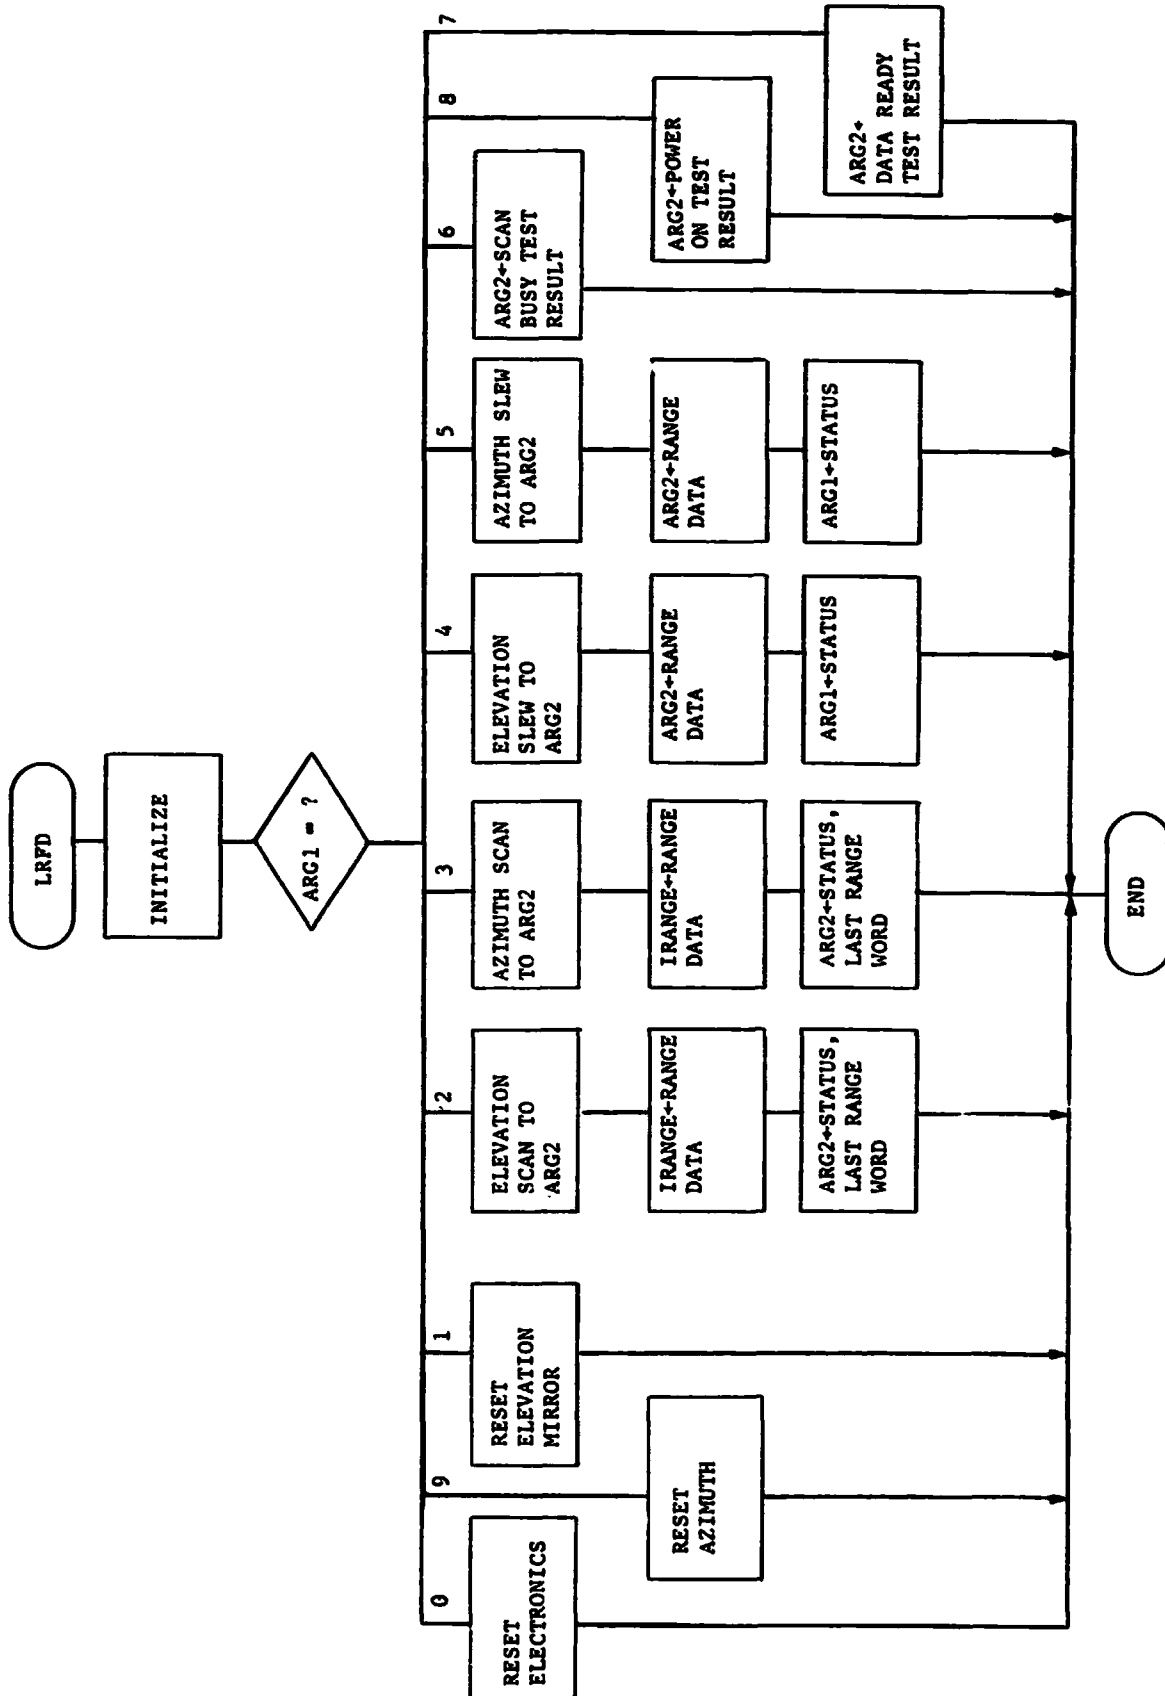 LRFD
INITIALIZE
ARG1 = ?
0
RESET
ELECTRONICS
9
RESET
AZIMUTH
1
RESET
ELEVATION
MIRROR
2
ELEVATION
SCAN TO
ARG2
IRANGE←RANGE
DATA
ARG2←STATUS,
LAST RANGE
WORD
3
AZIMUTH SCAN
TO ARG2
IRANGE←RANGE
DATA
ARG2←STATUS,
LAST RANGE
WORD
4
ELEVATION
SLEW TO
ARG2
ARG2←RANGE
DATA
ARG1←STATUS
5
AZIMUTH SLEW
TO ARG2
ARG2←RANGE
DATA
ARG1←STATUS
6
ARG2←SCAN
BUSY TEST
RESULT
8
ARG2←POWER
ON TEST
RESULT
7
ARG2←
DATA READY
TEST RESULT
END